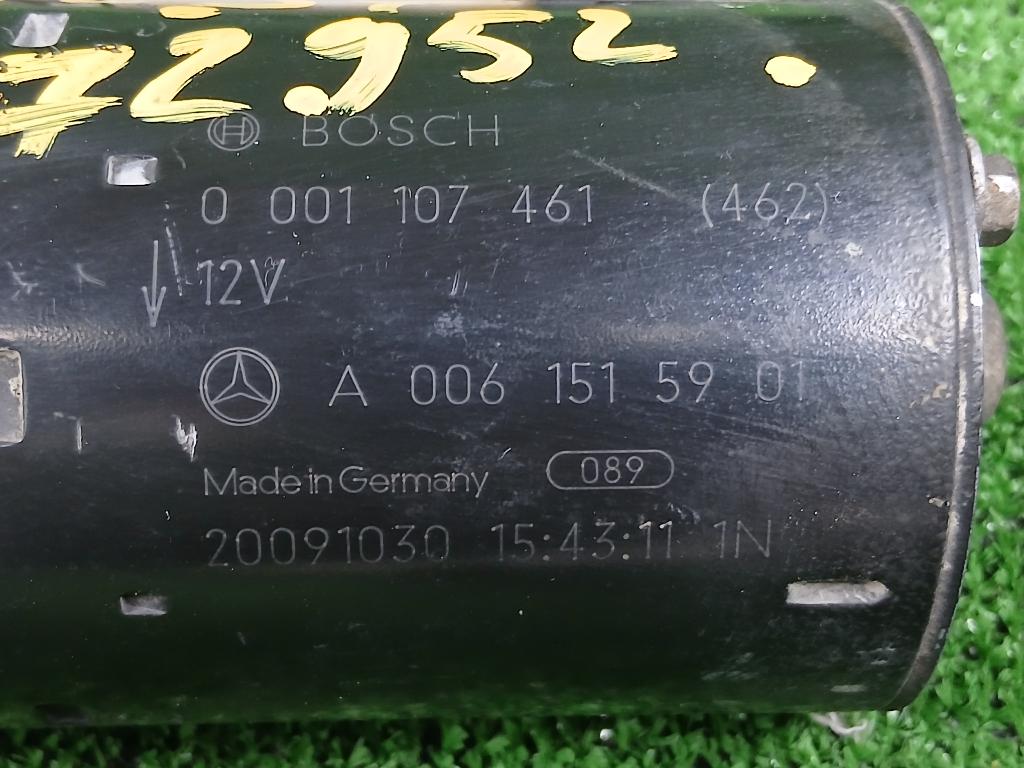 72.952.
BOSCH
0 001 107 461 (462)
12V
A 006 151 59 01
Made in Germany 089
20091030 15:43:11 1N